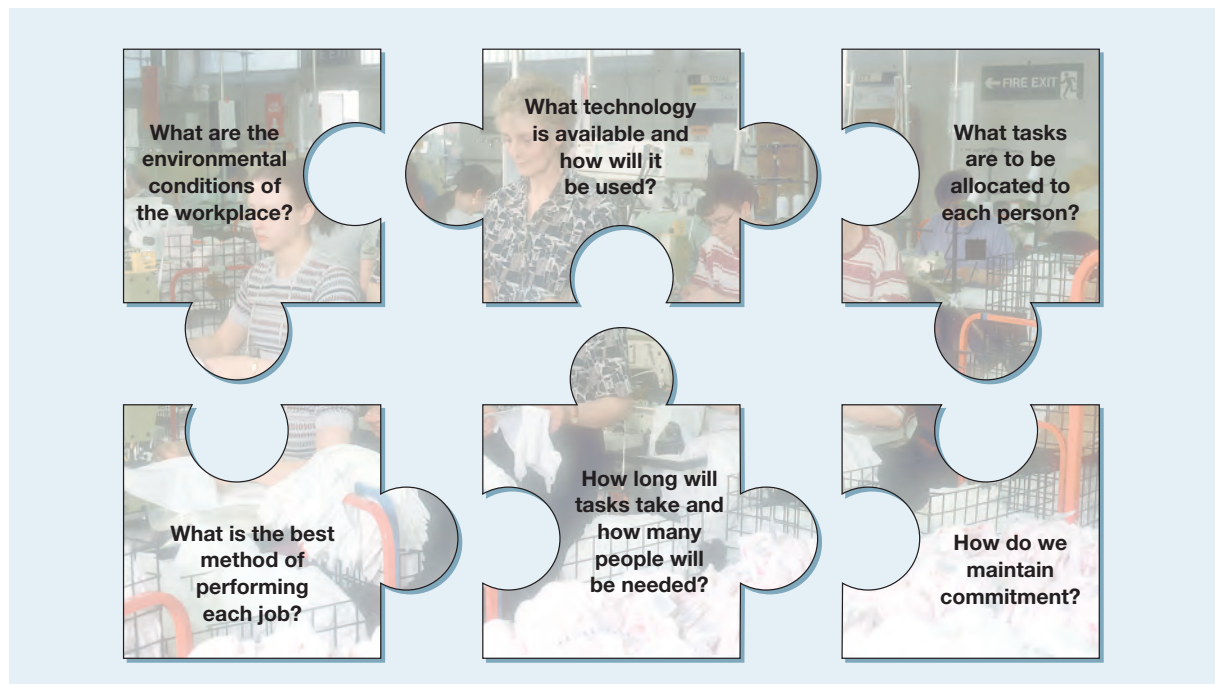 What are the
environmental
conditions of
the workplace?
What technology
is available and
how will it
be used?
← FIRE EXIT
What tasks
are to be
allocated to
each person?
What is the best
method of
performing
each job?
How long will
tasks take and
how many
people will
be needed?
How do we
maintain
commitment?